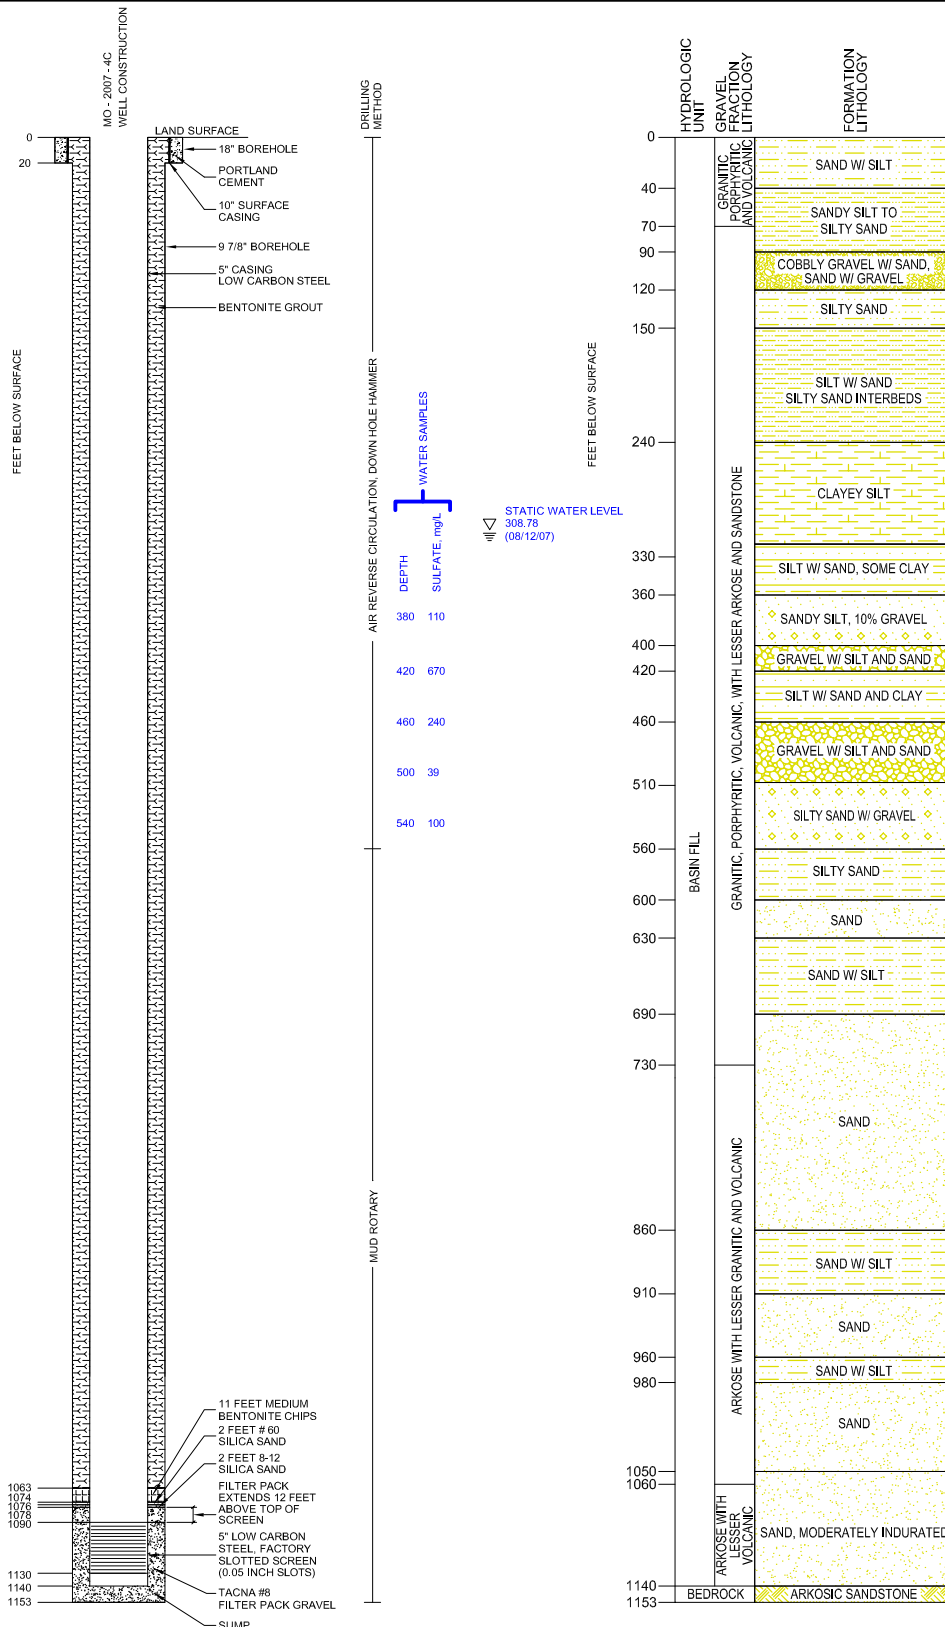 MO - 2007 - 4C
WELL CONSTRUCTION
LAND SURFACE
0
20
18" BOREHOLE
PORTLAND
CEMENT
10" SURFACE
CASING
9 7/8" BOREHOLE
5" CASING
LOW CARBON STEEL
BENTONITE GROUT
FEET BELOW SURFACE
11 FEET MEDIUM
BENTONITE CHIPS
2 FEET # 60
SILICA SAND
2 FEET 8-12
SILICA SAND
FILTER PACK
EXTENDS 12 FEET
ABOVE TOP OF
SCREEN
5" LOW CARBON
STEEL, FACTORY
SLOTTED SCREEN
(0.05 INCH SLOTS)
TACNA #8
FILTER PACK GRAVEL
SUMP
1063
1074
1076
1078
1090
1130
1140
1153
DRILLING
METHOD
AIR REVERSE CIRCULATION, DOWN HOLE HAMMER
MUD ROTARY
WATER SAMPLES
DEPTH SULFATE, mg/L
380 110
420 670
460 240
500 39
540 100
STATIC WATER LEVEL
308.78
(08/12/07)
FEET BELOW SURFACE
0
40
70
90
120
150
240
330
360
400
420
460
510
560
600
630
690
730
860
910
960
980
1050
1060
1140
1153
HYDROLOGIC
UNIT
BASIN FILL
BEDROCK
GRAVEL
FRACTION
LITHOLOGY
GRANITIC
PORPHYRITIC
AND VOLCANIC
GRANITIC, PORPHYRITIC, VOLCANIC, WITH LESSER ARKOSE AND SANDSTONE
ARKOSE WITH LESSER GRANITIC AND VOLCANIC
ARKOSE WITH
LESSER
VOLCANIC
FORMATION
LITHOLOGY
SAND W/ SILT
SANDY SILT TO
SILTY SAND
COBBLY GRAVEL W/ SAND,
SAND W/ GRAVEL
SILTY SAND
SILT W/ SAND
SILTY SAND INTERBEDS
CLAYEY SILT
SILT W/ SAND, SOME CLAY
SANDY SILT, 10% GRAVEL
GRAVEL W/ SILT AND SAND
SILT W/ SAND AND CLAY
GRAVEL W/ SILT AND SAND
SILTY SAND W/ GRAVEL
SILTY SAND
SAND
SAND W/ SILT
SAND
SAND W/ SILT
SAND
SAND W/ SILT
SAND
SAND, MODERATELY INDURATED
ARKOSIC SANDSTONE